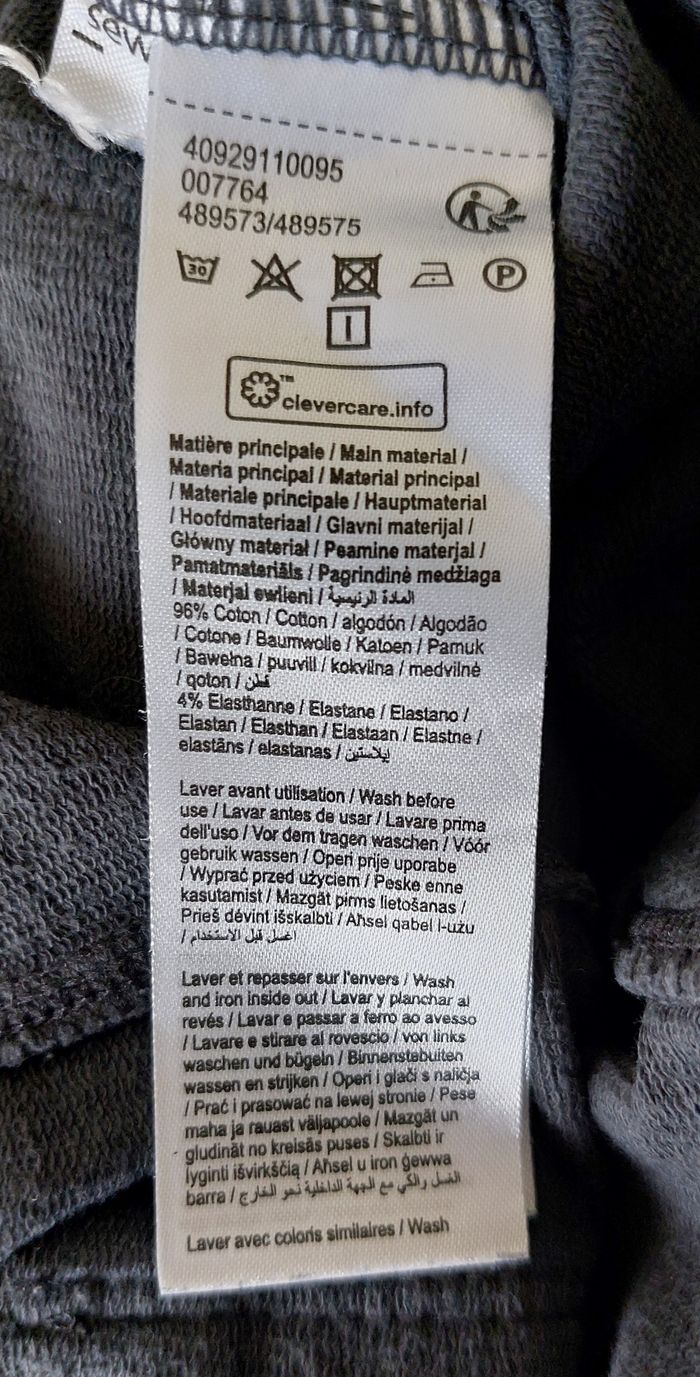 sew
40929110095
007764
489573/489575
30
P
I
™ clevercare.info
Matière principale / Main material /
Materia principal / Material principal
/ Materiale principale / Hauptmaterial
/ Hoofdmateriaal / Glavni materijal /
Główny materiał / Peamine materjal /
Pamatmateriāls / Pagrindinė medžiaga
/ Materjal ewlieni / المادة الرئيسية
96% Coton / Cotton / algodón / Algodão
/ Cotone / Baumwolle / Katoen / Pamuk
/ Bawełna / puuvill / kokvilna / medvilnė
/ qoton / قطن
4% Elasthanne / Elastane / Elastano /
Elastan / Elasthan / Elastaan / Elastne /
elastāns / elastanas / إيلاستين
Laver avant utilisation / Wash before
use / Lavar antes de usar / Lavare prima
dell'uso / Vor dem tragen waschen / Vóór
gebruik wassen / Operi prije uporabe
/ Wyprać przed użyciem / Peske enne
kasutamist / Mazgāt pirms lietošanas /
Prieš dėvint išskalbti / Aħsel qabel l-użu
/ اغسل قبل الاستخدام
Laver et repasser sur l'envers / Wash
and iron inside out / Lavar y planchar al
revés / Lavar e passar a ferro ao avesso
/ Lavare e stirare al rovescio / von links
waschen und bügeln / Binnenstebuiten
wassen en strijken / Operi i glači s naličja
/ Prać i prasować na lewej stronie / Pese
maha ja rauast väljapoole / Mazgāt un
gludināt no kreisās puses / Skalbti ir
lyginti išvirkščią / Aħsel u iron ġewwa
barra / الغسل والكي مع الجهة الداخلية نحو الخارج
Laver avec coloris similaires / Wash